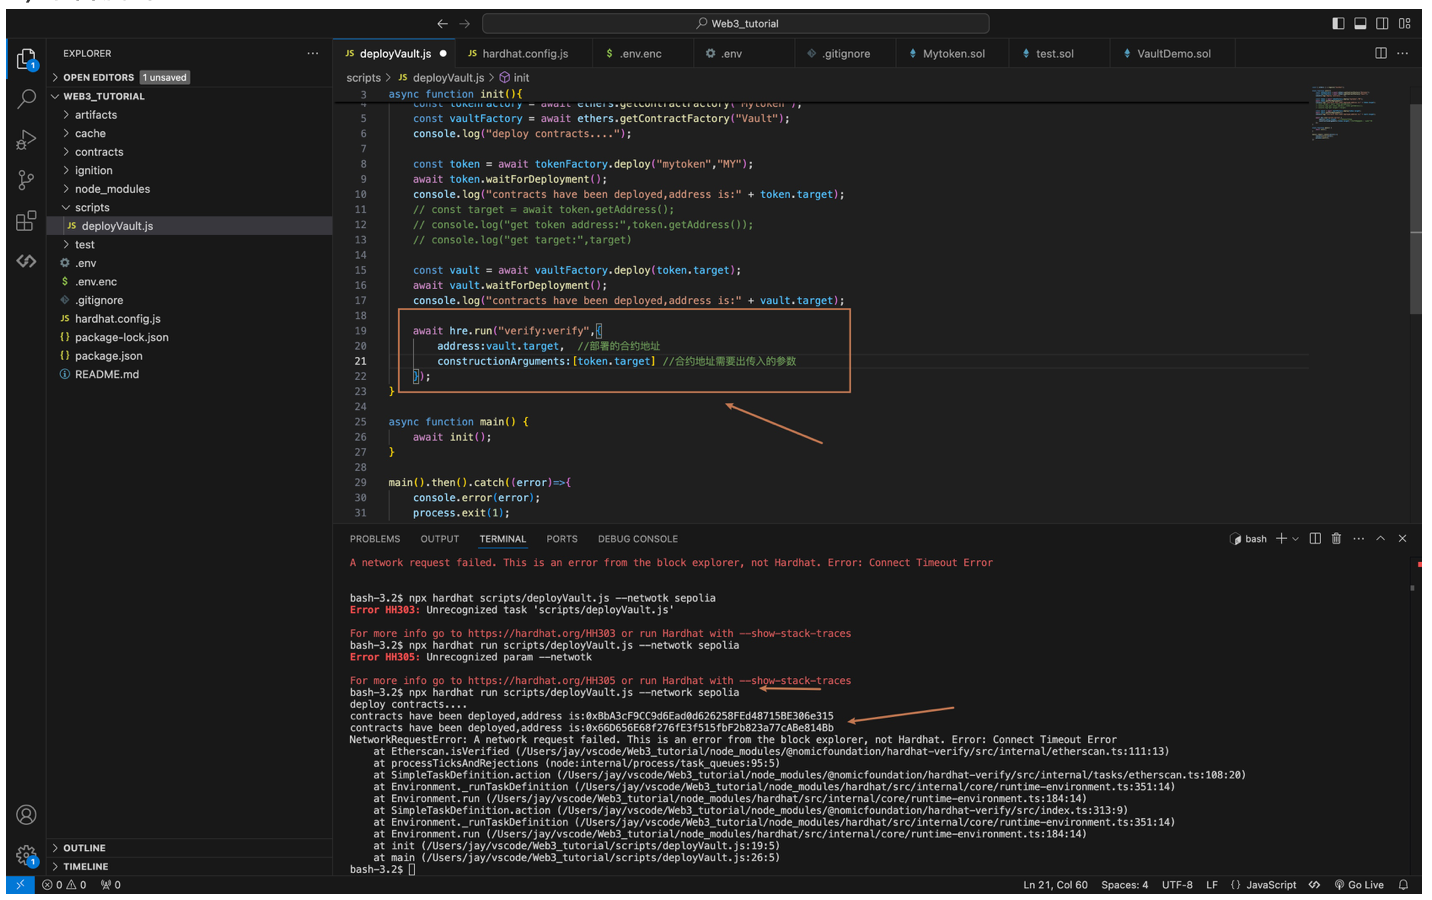 Web3_tutorial
EXPLORER
OPEN EDITORS 1 unsaved
WEB3_TUTORIAL
artifacts
cache
contracts
ignition
node_modules
scripts
JS deployVault.js
test
.env
$ .env.enc
.gitignore
JS hardhat.config.js
{} package-lock.json
{} package.json
README.md
OUTLINE
TIMELINE
JS deployVault.js
JS hardhat.config.js
$ .env.enc
.env
.gitignore
Mytoken.sol
test.sol
VaultDemo.sol
scripts > JS deployVault.js > init
3 async function init(){
4 const tokenFactory = await ethers.getContractFactory("Mytoken");
5 const vaultFactory = await ethers.getContractFactory("Vault");
6 console.log("deploy contracts....");
7
8 const token = await tokenFactory.deploy("mytoken","MY");
9 await token.waitForDeployment();
10 console.log("contracts have been deployed,address is:" + token.target);
11 // const target = await token.getAddress();
12 // console.log("get token address:",token.getAddress());
13 // console.log("get target:",target)
14
15 const vault = await vaultFactory.deploy(token.target);
16 await vault.waitForDeployment();
17 console.log("contracts have been deployed,address is:" + vault.target);
18
19 await hre.run("verify:verify",{
20 address:vault.target, //部署的合约地址
21 constructionArguments:[token.target] //合约地址需要出传入的参数
22 });
23 }
24
25 async function main() {
26 await init();
27 }
28
29 main().then().catch((error)=>{
30 console.error(error);
31 process.exit(1);
PROBLEMS OUTPUT TERMINAL PORTS DEBUG CONSOLE
bash
A network request failed. This is an error from the block explorer, not Hardhat. Error: Connect Timeout Error
bash-3.2$ npx hardhat scripts/deployVault.js --netwotk sepolia
Error HH303: Unrecognized task 'scripts/deployVault.js'
For more info go to https://hardhat.org/HH303 or run Hardhat with --show-stack-traces
bash-3.2$ npx hardhat run scripts/deployVault.js --netwotk sepolia
Error HH305: Unrecognized param --netwotk
For more info go to https://hardhat.org/HH305 or run Hardhat with --show-stack-traces
bash-3.2$ npx hardhat run scripts/deployVault.js --network sepolia
deploy contracts....
contracts have been deployed,address is:0xBbA3cF9CC9d6Ead0d626258FEd48715BE306e315
contracts have been deployed,address is:0x66D656E68f276fE3f515fbF2b823a77cABe814Bb
NetworkRequestError: A network request failed. This is an error from the block explorer, not Hardhat. Error: Connect Timeout Error
at Etherscan.isVerified (/Users/jay/vscode/Web3_tutorial/node_modules/@nomicfoundation/hardhat-verify/src/internal/etherscan.ts:111:13)
at processTicksAndRejections (node:internal/process/task_queues:95:5)
at SimpleTaskDefinition.action (/Users/jay/vscode/Web3_tutorial/node_modules/@nomicfoundation/hardhat-verify/src/internal/tasks/etherscan.ts:108:20)
at Environment._runTaskDefinition (/Users/jay/vscode/Web3_tutorial/node_modules/hardhat/src/internal/core/runtime-environment.ts:351:14)
at Environment.run (/Users/jay/vscode/Web3_tutorial/node_modules/hardhat/src/internal/core/runtime-environment.ts:184:14)
at SimpleTaskDefinition.action (/Users/jay/vscode/Web3_tutorial/node_modules/@nomicfoundation/hardhat-verify/src/index.ts:313:9)
at Environment._runTaskDefinition (/Users/jay/vscode/Web3_tutorial/node_modules/hardhat/src/internal/core/runtime-environment.ts:351:14)
at Environment.run (/Users/jay/vscode/Web3_tutorial/node_modules/hardhat/src/internal/core/runtime-environment.ts:184:14)
at init (/Users/jay/vscode/Web3_tutorial/scripts/deployVault.js:19:5)
at main (/Users/jay/vscode/Web3_tutorial/scripts/deployVault.js:26:5)
bash-3.2$
0 0 0
Ln 21, Col 60 Spaces: 4 UTF-8 LF {} JavaScript Go Live